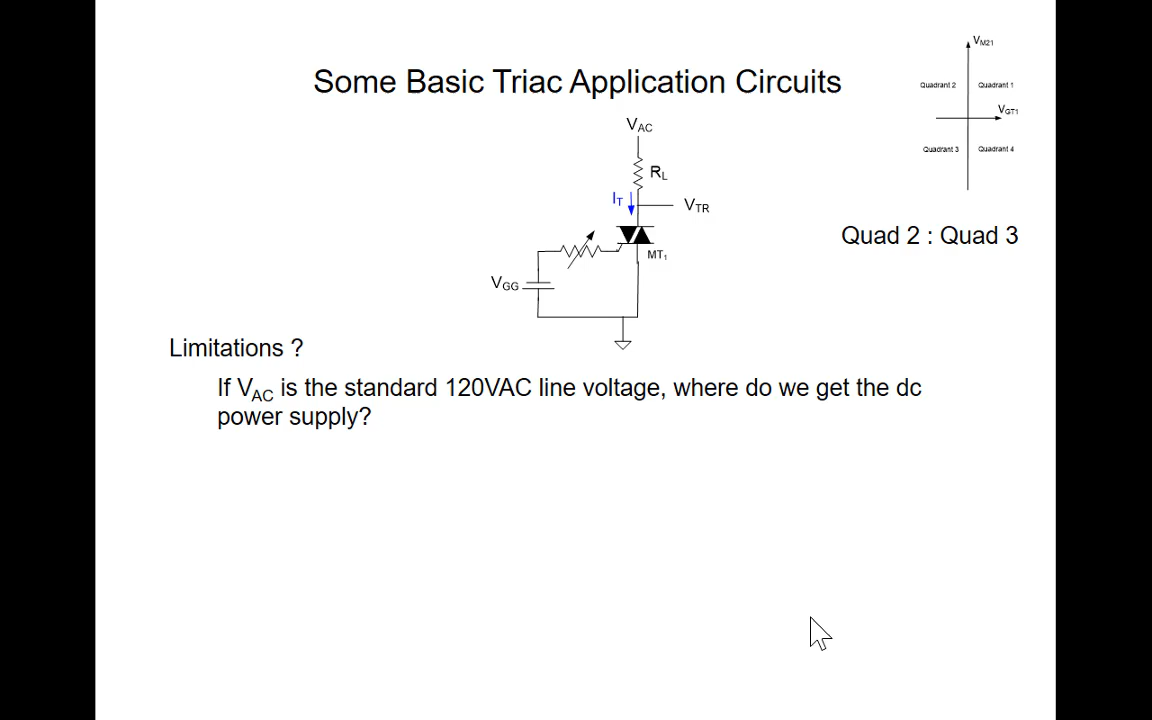 Some Basic Triac Application Circuits
VM21
Quadrant 2
Quadrant 1
VGT1
Quadrant 3
Quadrant 4
VAC
RL
IT
VTR
Quad 2 : Quad 3
MT1
VGG
Limitations ?
If VAC is the standard 120VAC line voltage, where do we get the dc
power supply?